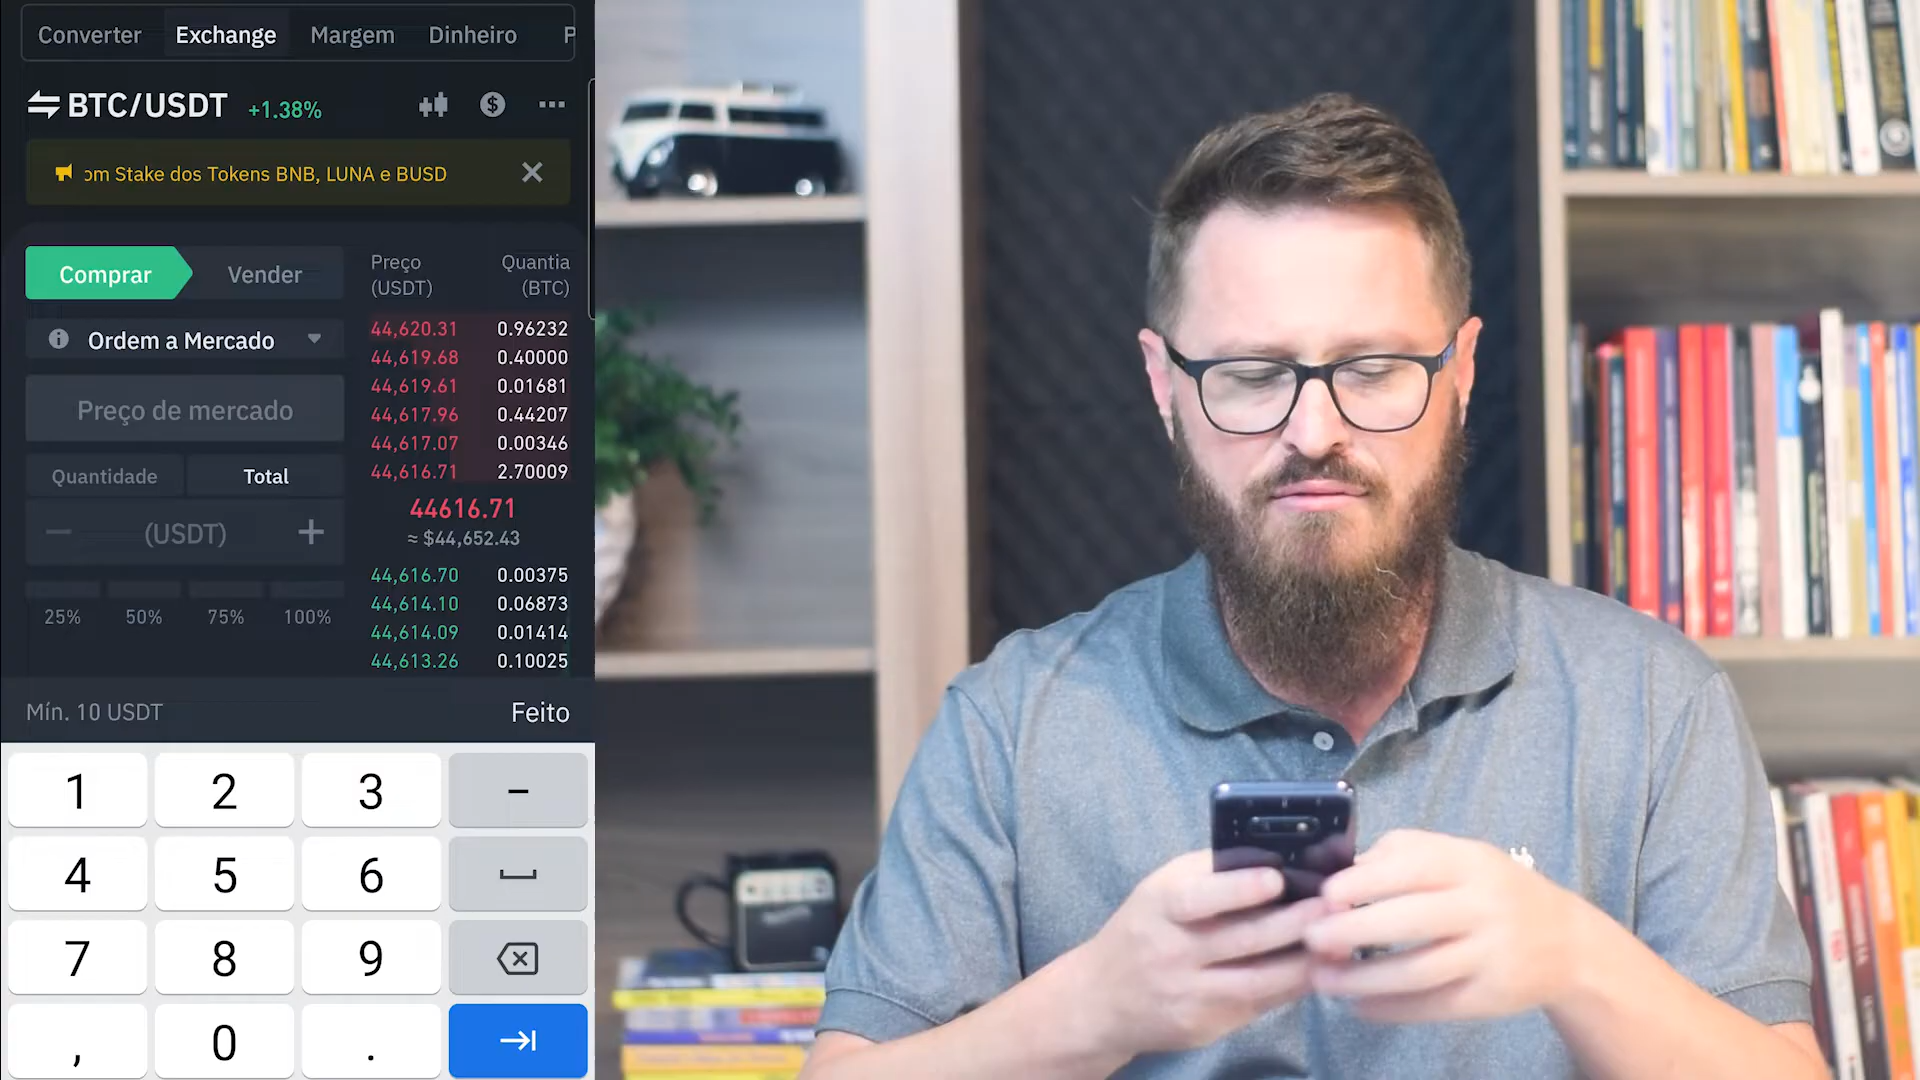 Converter Exchange Margem Dinheiro P
BTC/USDT +1.38%
om Stake dos Tokens BNB, LUNA e BUSD
Comprar Vender
Ordem a Mercado
Preço de mercado
Quantidade Total
(USDT)
25% 50% 75% 100%
Preço Quantia
(USDT) (BTC)
44,620.31 0.96232
44,619.68 0.40000
44,619.61 0.01681
44,617.96 0.44207
44,617.07 0.00346
44,616.71 2.70009
44616.71
≈ $44,652.43
44,616.70 0.00375
44,614.10 0.06873
44,614.09 0.01414
44,613.26 0.10025
Mín. 10 USDT Feito
1 2 3 -
4 5 6
7 8 9
, 0 .